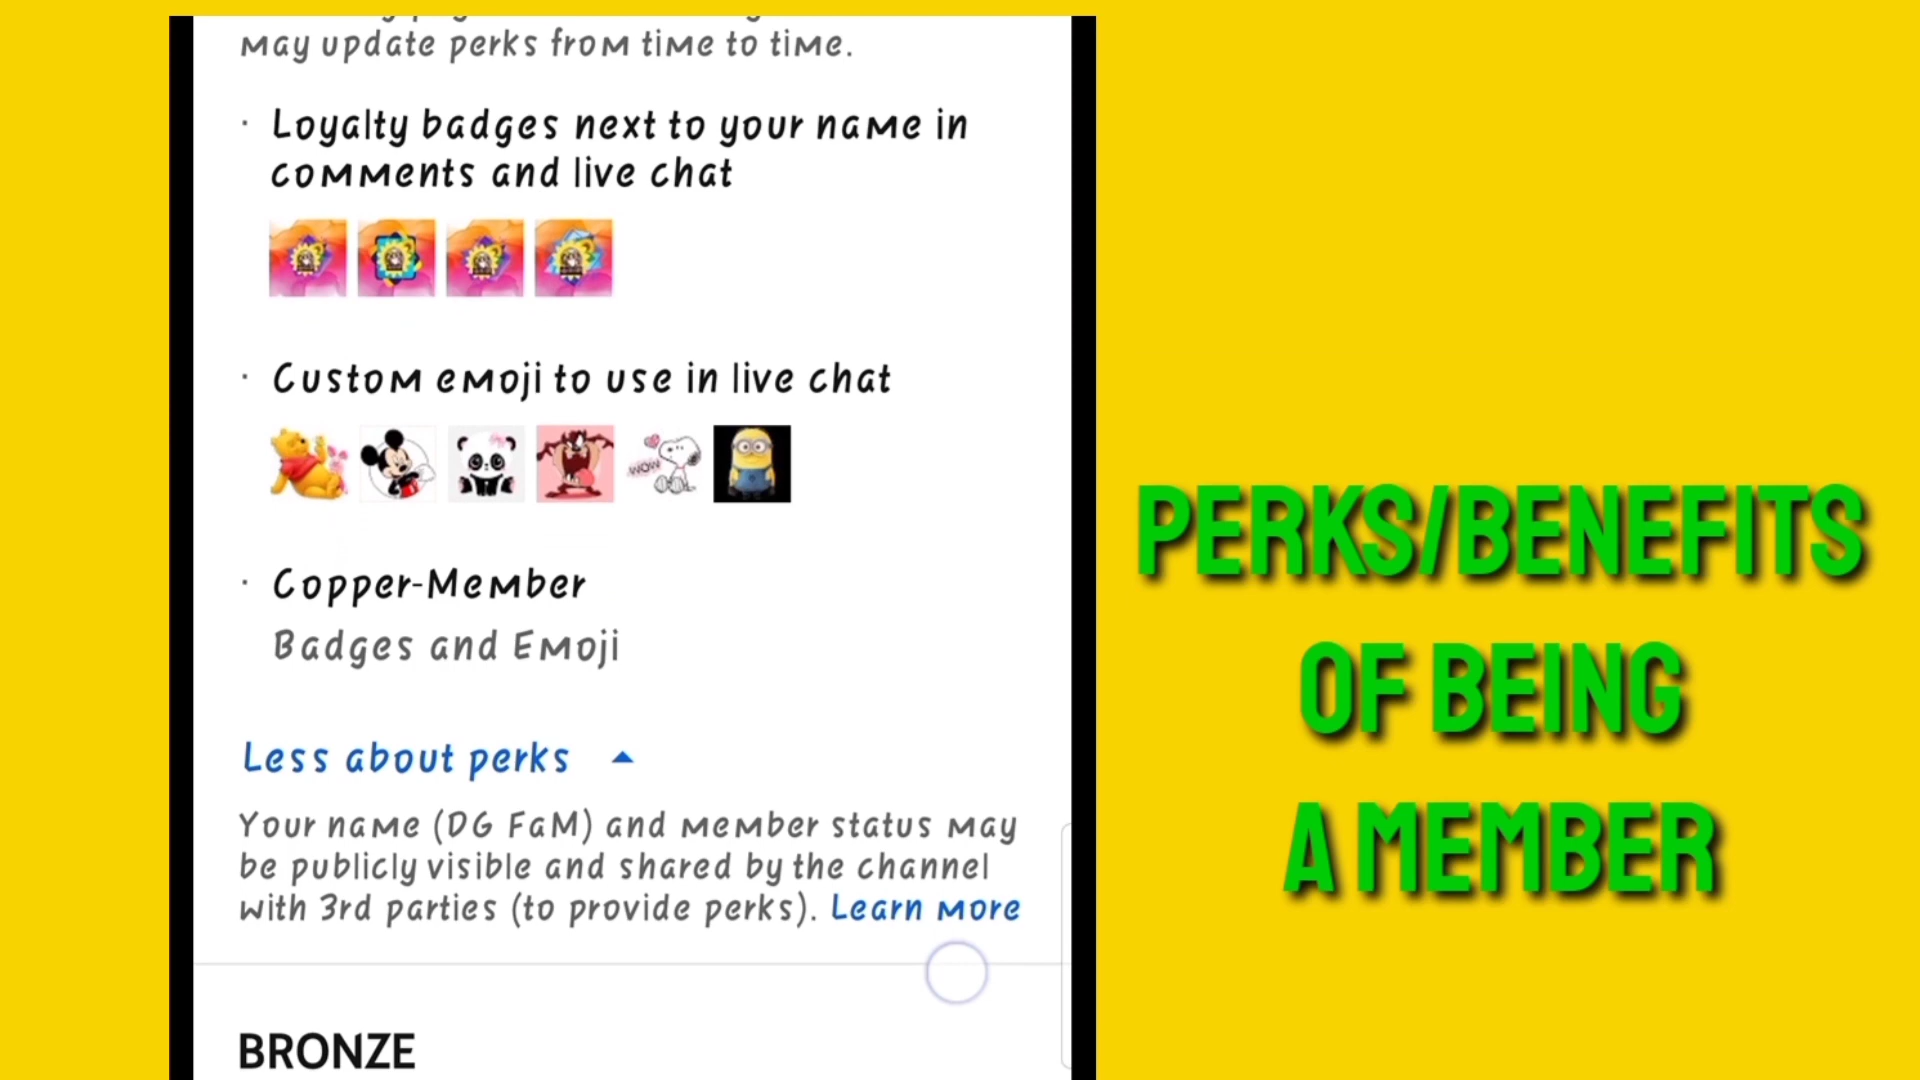 may update perks from time to time.
· Loyalty badges next to your name in
comments and live chat
· Custom emoji to use in live chat
WOW
· Copper-Member
Badges and Emoji
Less about perks
Your name (DG FaM) and member status may
be publicly visible and shared by the channel
with 3rd parties (to provide perks). Learn more
BRONZE
PERKS/BENEFITS
OF BEING
A MEMBER